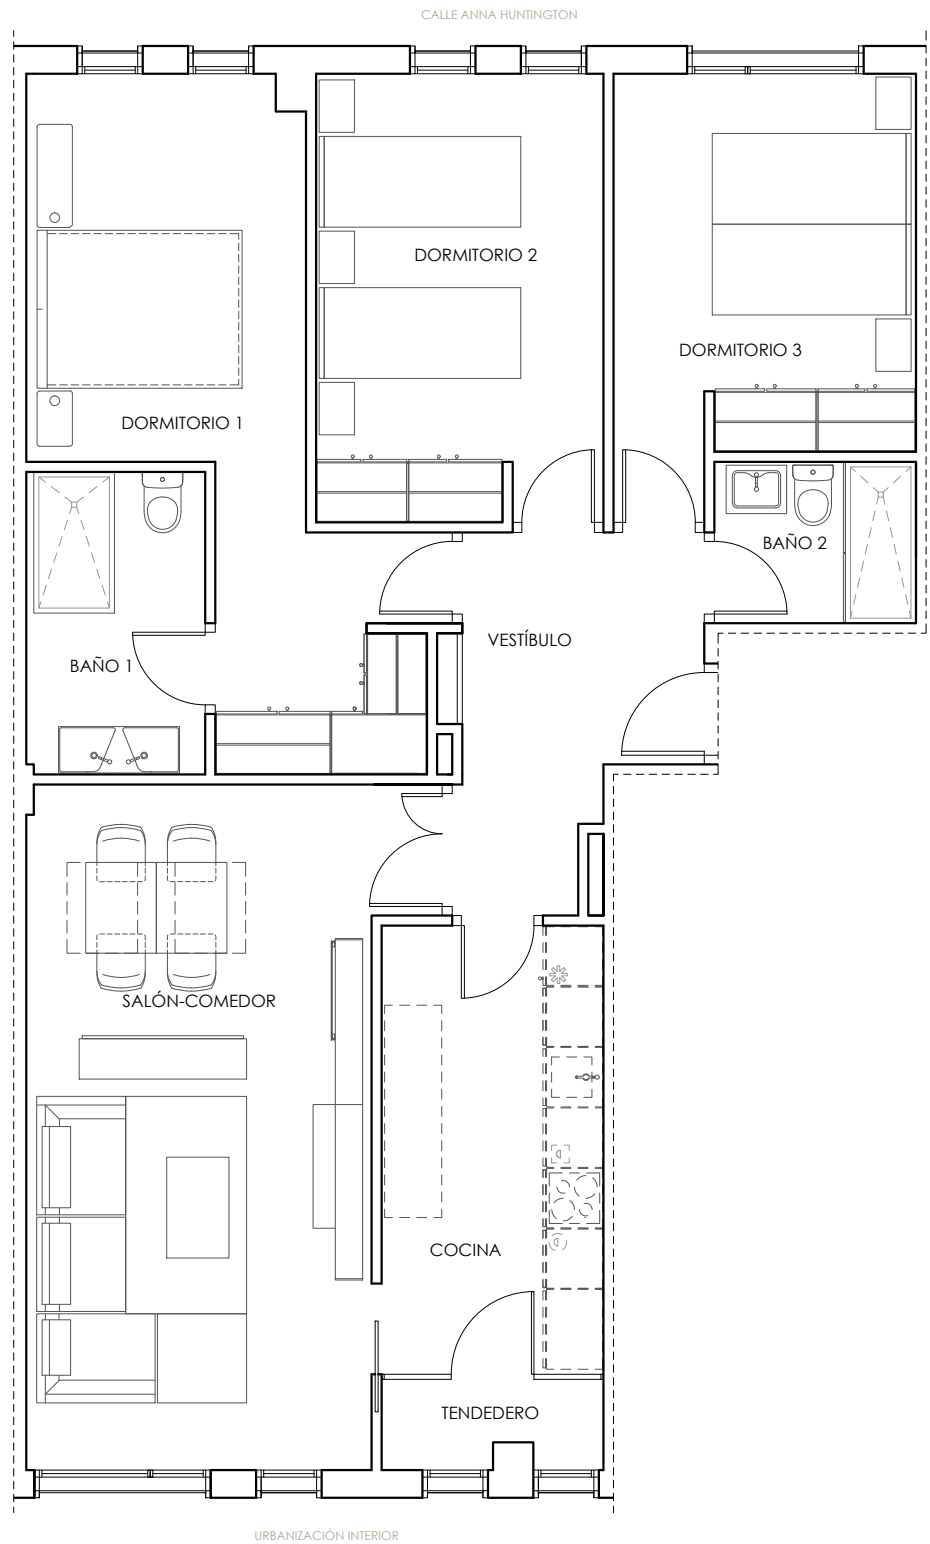 CALLE ANNA HUNTINGTON
DORMITORIO 2
DORMITORIO 3
DORMITORIO 1
BAÑO 2
VESTÍBULO
BAÑO 1
SALÓN-COMEDOR
COCINA
TENDEDERO
URBANIZACIÓN INTERIOR